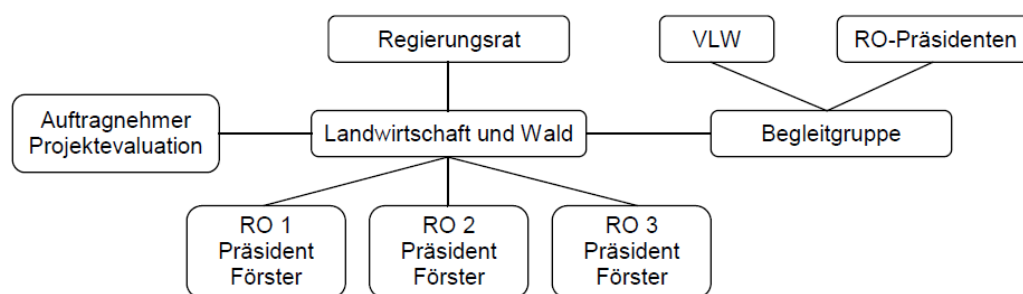 Regierungsrat
VLW
RO-Präsidenten
Auftragnehmer
Projektevaluation
Landwirtschaft und Wald
Begleitgruppe
RO 1
Präsident
Förster
RO 2
Präsident
Förster
RO 3
Präsident
Förster